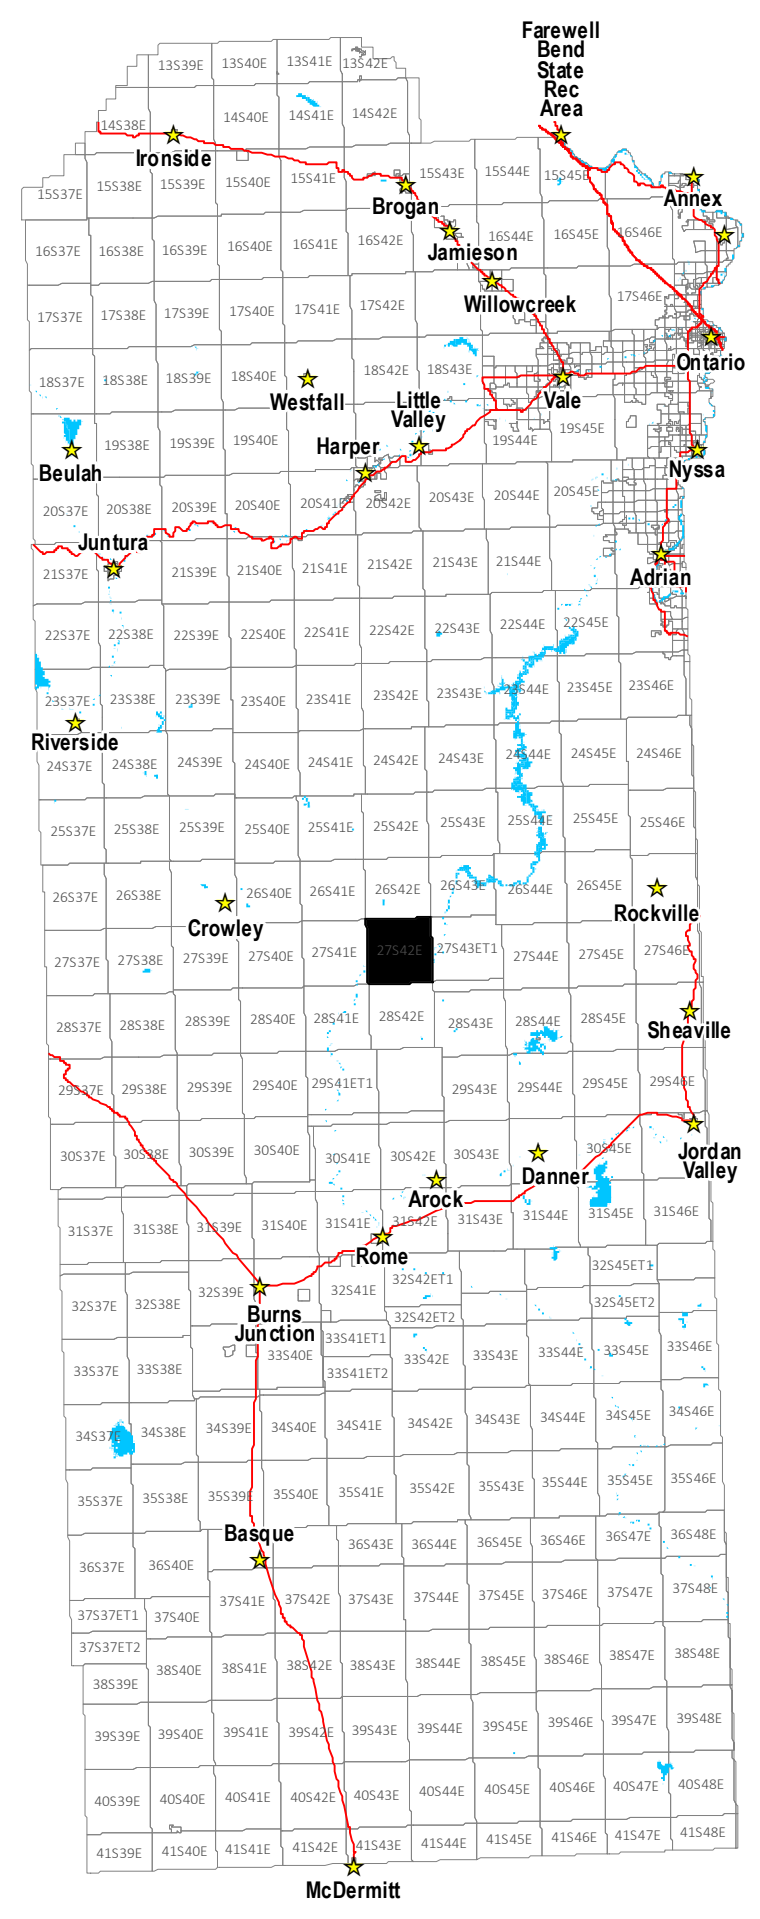 Farewell
Bend
State
Rec
Area
13S39E 13S40E 13S41E 13S42E
14S38E 14S40E 14S41E 14S42E
Ironside
15S37E 15S38E 15S39E 15S40E 15S41E 15S43E 15S44E 15S45E
Annex
Brogan
16S37E 16S38E 16S39E 16S40E 16S41E 16S42E 16S44E 16S45E 16S46E
Jamieson
Willowcreek
17S37E 17S38E 17S39E 17S40E 17S41E 17S42E 17S46E
Ontario
18S37E 18S38E 18S39E 18S40E 18S42E 18S43E
Westfall
Little
Valley
Vale
19S38E 19S39E 19S40E 19S44E 19S45E
Harper
Beulah
Nyssa
20S37E 20S38E 20S39E 20S40E 20S41E 20S42E 20S43E 20S44E 20S45E
Juntura
21S37E 21S39E 21S40E 21S41E 21S42E 21S43E 21S44E
Adrian
22S37E 22S38E 22S39E 22S40E 22S41E 22S42E 22S43E 22S44E 22S45E
23S37E 23S38E 23S39E 23S40E 23S41E 23S42E 23S43E 23S44E 23S45E 23S46E
Riverside
24S37E 24S38E 24S39E 24S40E 24S41E 24S42E 24S43E 24S44E 24S45E 24S46E
25S37E 25S38E 25S39E 25S40E 25S41E 25S42E 25S43E 25S44E 25S45E 25S46E
26S37E 26S38E 26S40E 26S41E 26S42E 26S43E 26S44E 26S45E
Crowley
Rockville
27S37E 27S38E 27S39E 27S40E 27S41E 27S42E 27S43ET1 27S44E 27S45E 27S46E
28S37E 28S38E 28S39E 28S40E 28S41E 28S42E 28S43E 28S44E 28S45E
Sheaville
29S37E 29S38E 29S39E 29S40E 29S41ET1 29S43E 29S44E 29S45E 29S46E
30S37E 30S38E 30S39E 30S40E 30S41E 30S42E 30S43E 30S45E
Jordan
Valley
Danner
Arock
31S37E 31S38E 31S39E 31S40E 31S41E 31S42E 31S43E 31S44E 31S45E 31S46E
Rome
32S37E 32S38E 32S39E 32S41E 32S42ET1 32S45ET1
32S42ET2 32S45ET2
Burns
Junction
33S37E 33S38E 33S40E 33S41ET1 33S42E 33S43E 33S44E 33S45E 33S46E
33S41ET2
34S37E 34S38E 34S39E 34S40E 34S41E 34S42E 34S43E 34S44E 34S45E 34S46E
35S37E 35S38E 35S39E 35S40E 35S41E 35S42E 35S43E 35S44E 35S45E 35S46E
Basque
36S37E 36S40E 36S43E 36S44E 36S45E 36S46E 36S47E 36S48E
37S37ET1 37S40E 37S41E 37S42E 37S43E 37S44E 37S45E 37S46E 37S47E 37S48E
37S37ET2
38S39E 38S40E 38S41E 38S42E 38S43E 38S44E 38S45E 38S46E 38S47E 38S48E
39S39E 39S40E 39S41E 39S42E 39S43E 39S44E 39S45E 39S46E 39S47E 39S48E
40S39E 40S40E 40S41E 40S42E 40S43E 40S44E 40S45E 40S46E 40S47E 40S48E
41S39E 41S40E 41S41E 41S42E 41S43E 41S44E 41S45E 41S46E 41S47E 41S48E
McDermitt